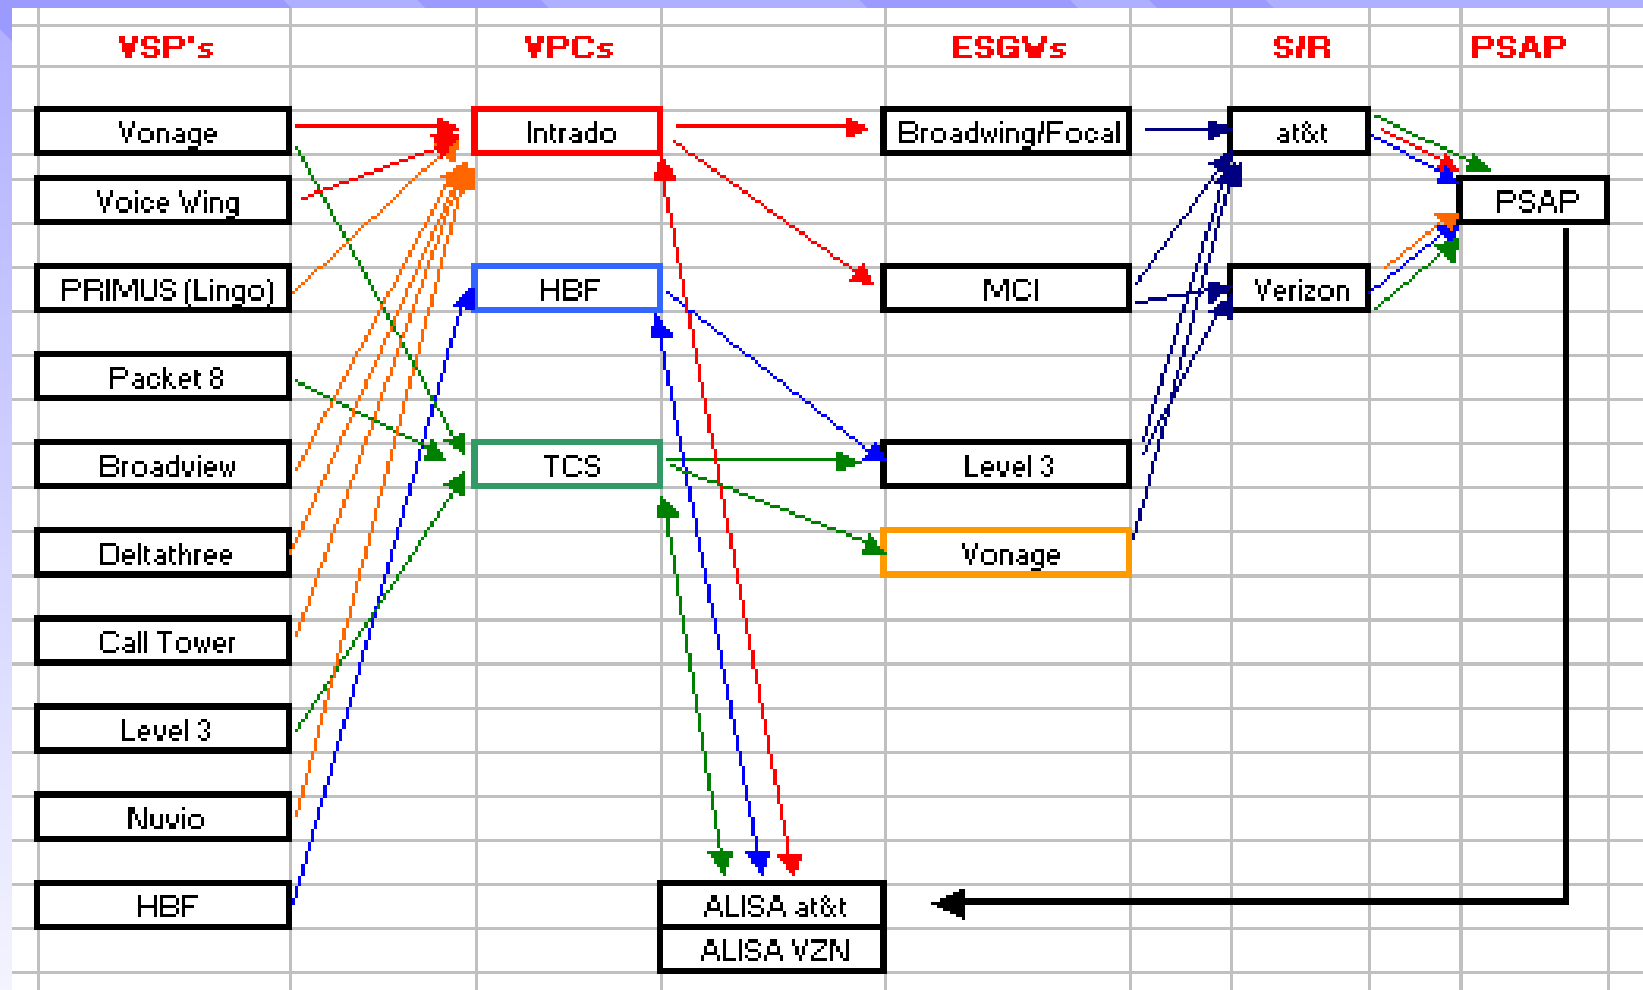 VSP's
VPCs
ESGWs
S/R
PSAP
Vonage
Intrado
Broadwing/Focal
at&t
Voice Wing
PSAP
PRIMUS (Lingo)
HBF
MCI
Verizon
Packet 8
Broadview
TCS
Level 3
Deltathree
Vonage
Call Tower
Level 3
Nuvio
HBF
ALISA at&t
ALISA VZN